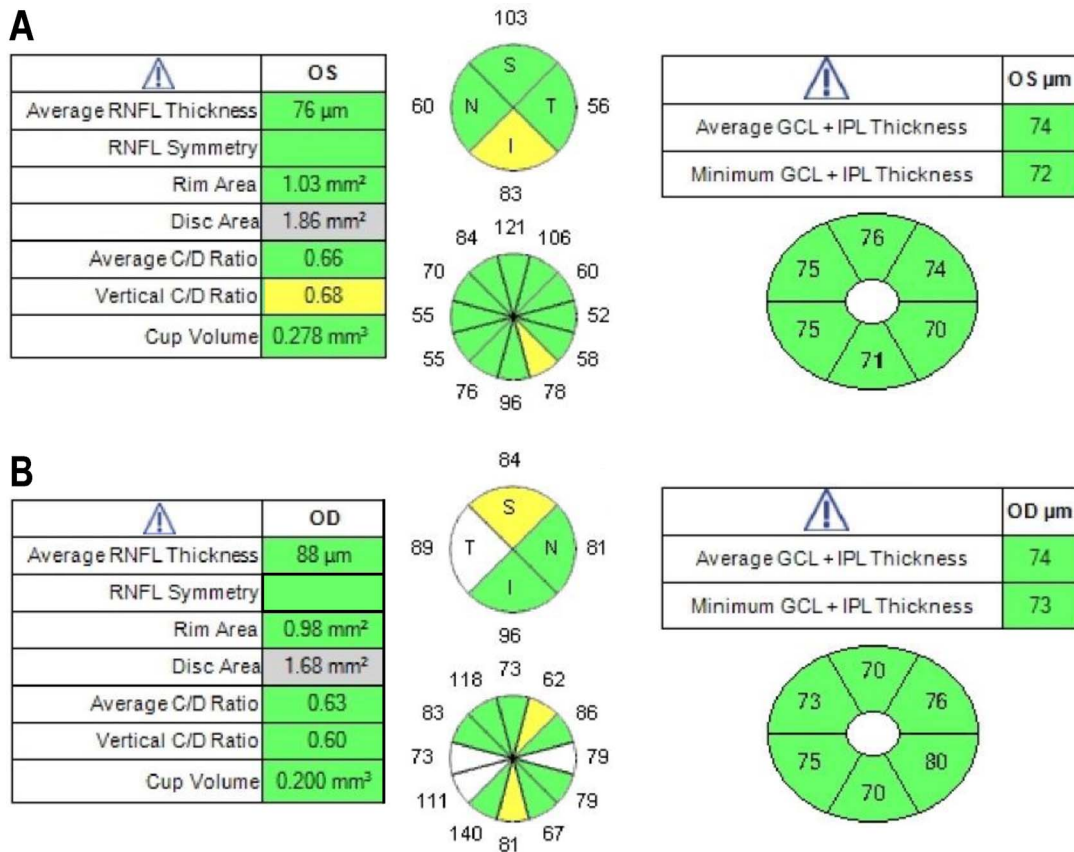 A
OS
Average RNFL Thickness 76 µm
RNFL Symmetry
Rim Area 1.03 mm²
Disc Area 1.86 mm²
Average C/D Ratio 0.66
Vertical C/D Ratio 0.68
Cup Volume 0.278 mm³
103
S
60 N T 56
I
83
121
84 106
70 60
55 52
55 58
76 78
96
OS µm
Average GCL + IPL Thickness 74
Minimum GCL + IPL Thickness 72
76
75 74
75 70
71
B
OD
Average RNFL Thickness 88 µm
RNFL Symmetry
Rim Area 0.98 mm²
Disc Area 1.68 mm²
Average C/D Ratio 0.63
Vertical C/D Ratio 0.60
Cup Volume 0.200 mm³
84
S
89 T N 81
I
96
73
118 62
83 86
73 79
111 79
140 67
81
OD µm
Average GCL + IPL Thickness 74
Minimum GCL + IPL Thickness 73
70
73 76
75 80
70